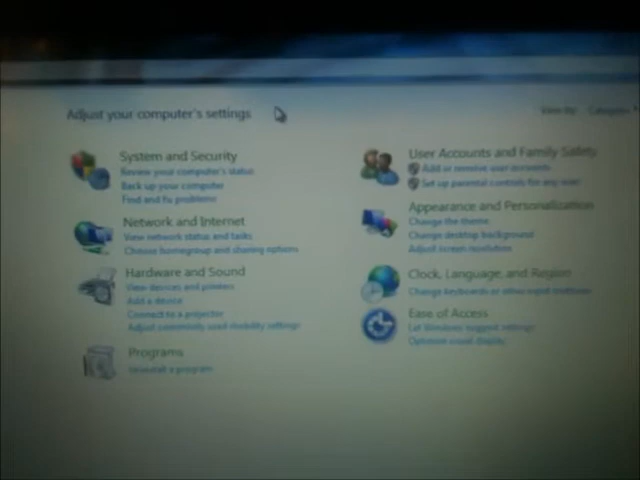 Adjust your computer's settings
View by: Category
System and Security
Review your computer's status
Back up your computer
Find and fix problems
Network and Internet
View network status and tasks
Choose homegroup and sharing options
Hardware and Sound
View devices and printers
Add a device
Connect to a projector
Adjust commonly used mobility settings
Programs
Uninstall a program
User Accounts and Family Safety
Add or remove user accounts
Set up parental controls for any user
Appearance and Personalization
Change the theme
Change desktop background
Adjust screen resolution
Clock, Language, and Region
Change keyboards or other input methods
Ease of Access
Let Windows suggest settings
Optimize visual display